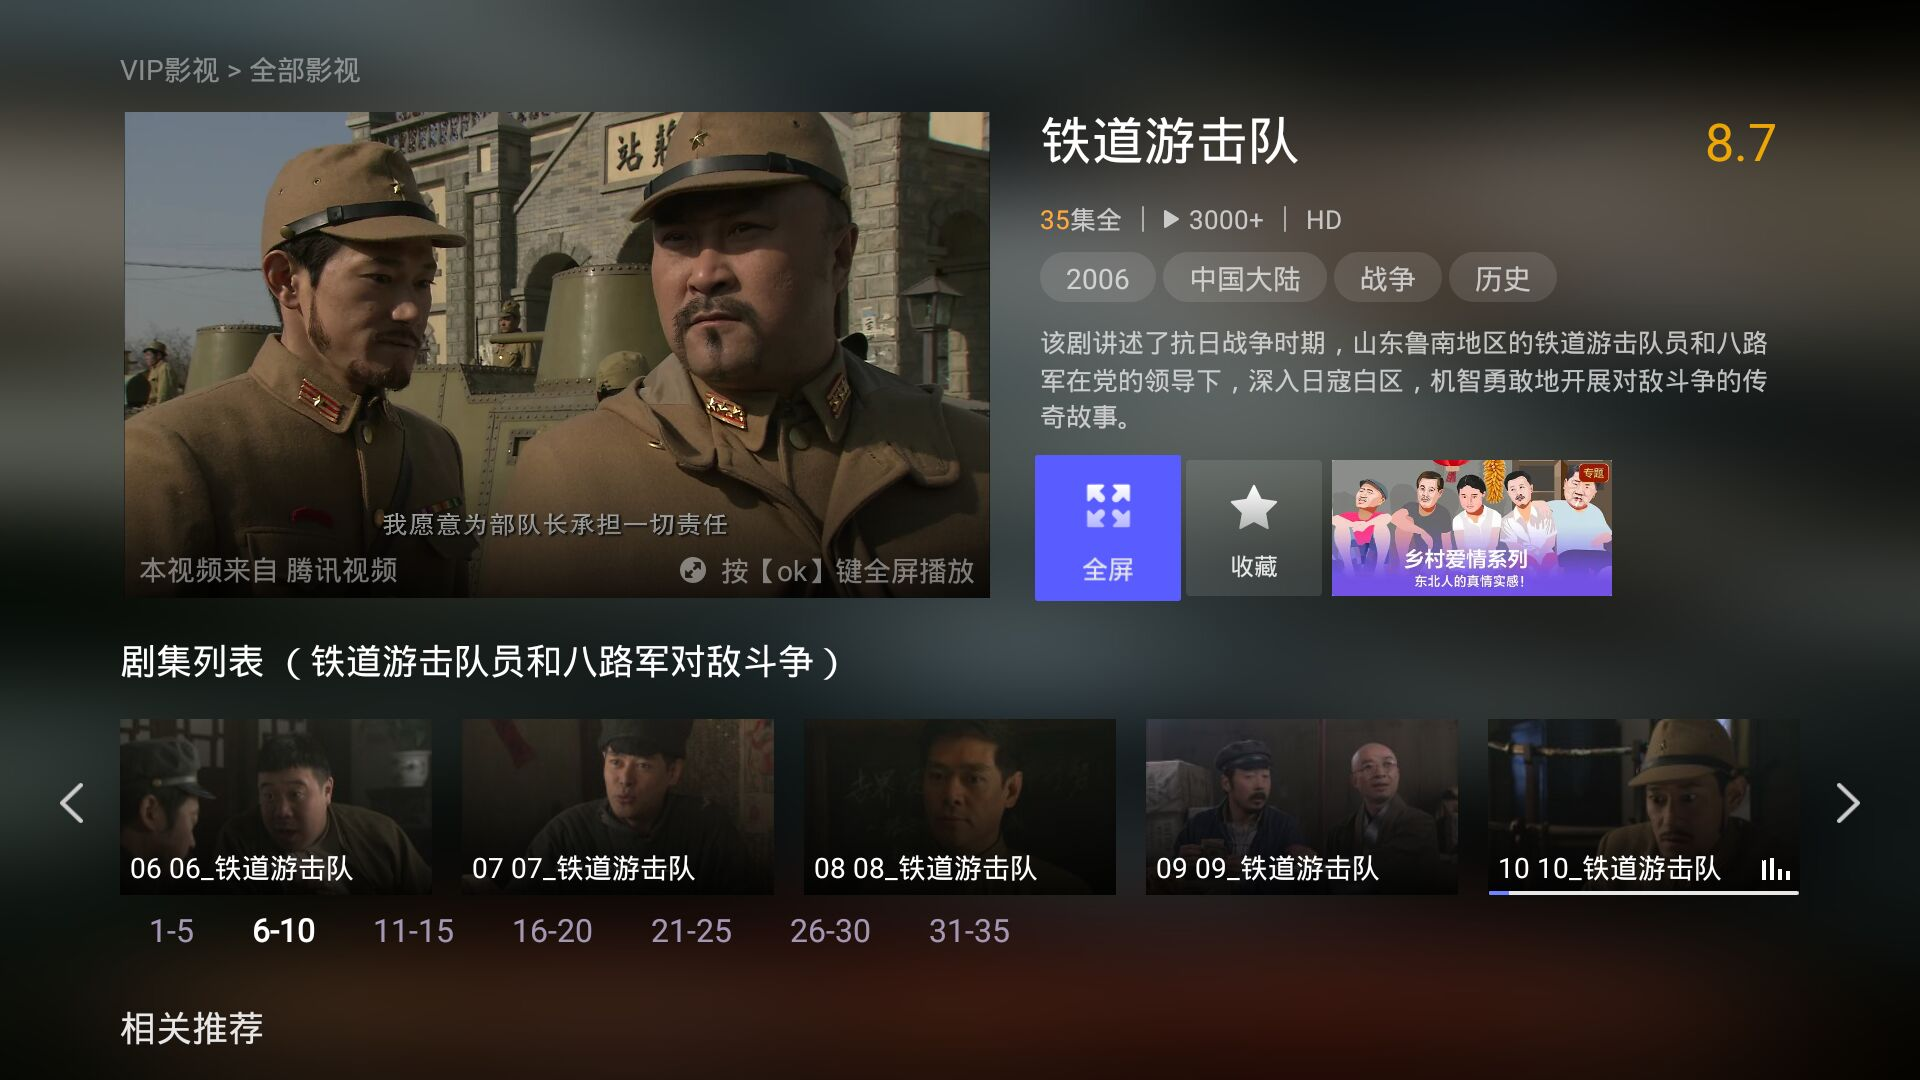 VIP影视 > 全部影视
站 莊
我愿意为部队长承担一切责任
本视频来自 腾讯视频
按【ok】键全屏播放
铁道游击队
8.7
35集全 | 3000+ | HD
2006 中国大陆 战争 历史
该剧讲述了抗日战争时期，山东鲁南地区的铁道游击队员和八路
军在党的领导下，深入日寇白区，机智勇敢地开展对敌斗争的传
奇故事。
全屏
收藏
专题
乡村爱情系列
东北人的真情实感!
剧集列表 （铁道游击队员和八路军对敌斗争）
06 06_铁道游击队
07 07_铁道游击队
08 08_铁道游击队
09 09_铁道游击队
10 10_铁道游击队
1-5 6-10 11-15 16-20 21-25 26-30 31-35
相关推荐